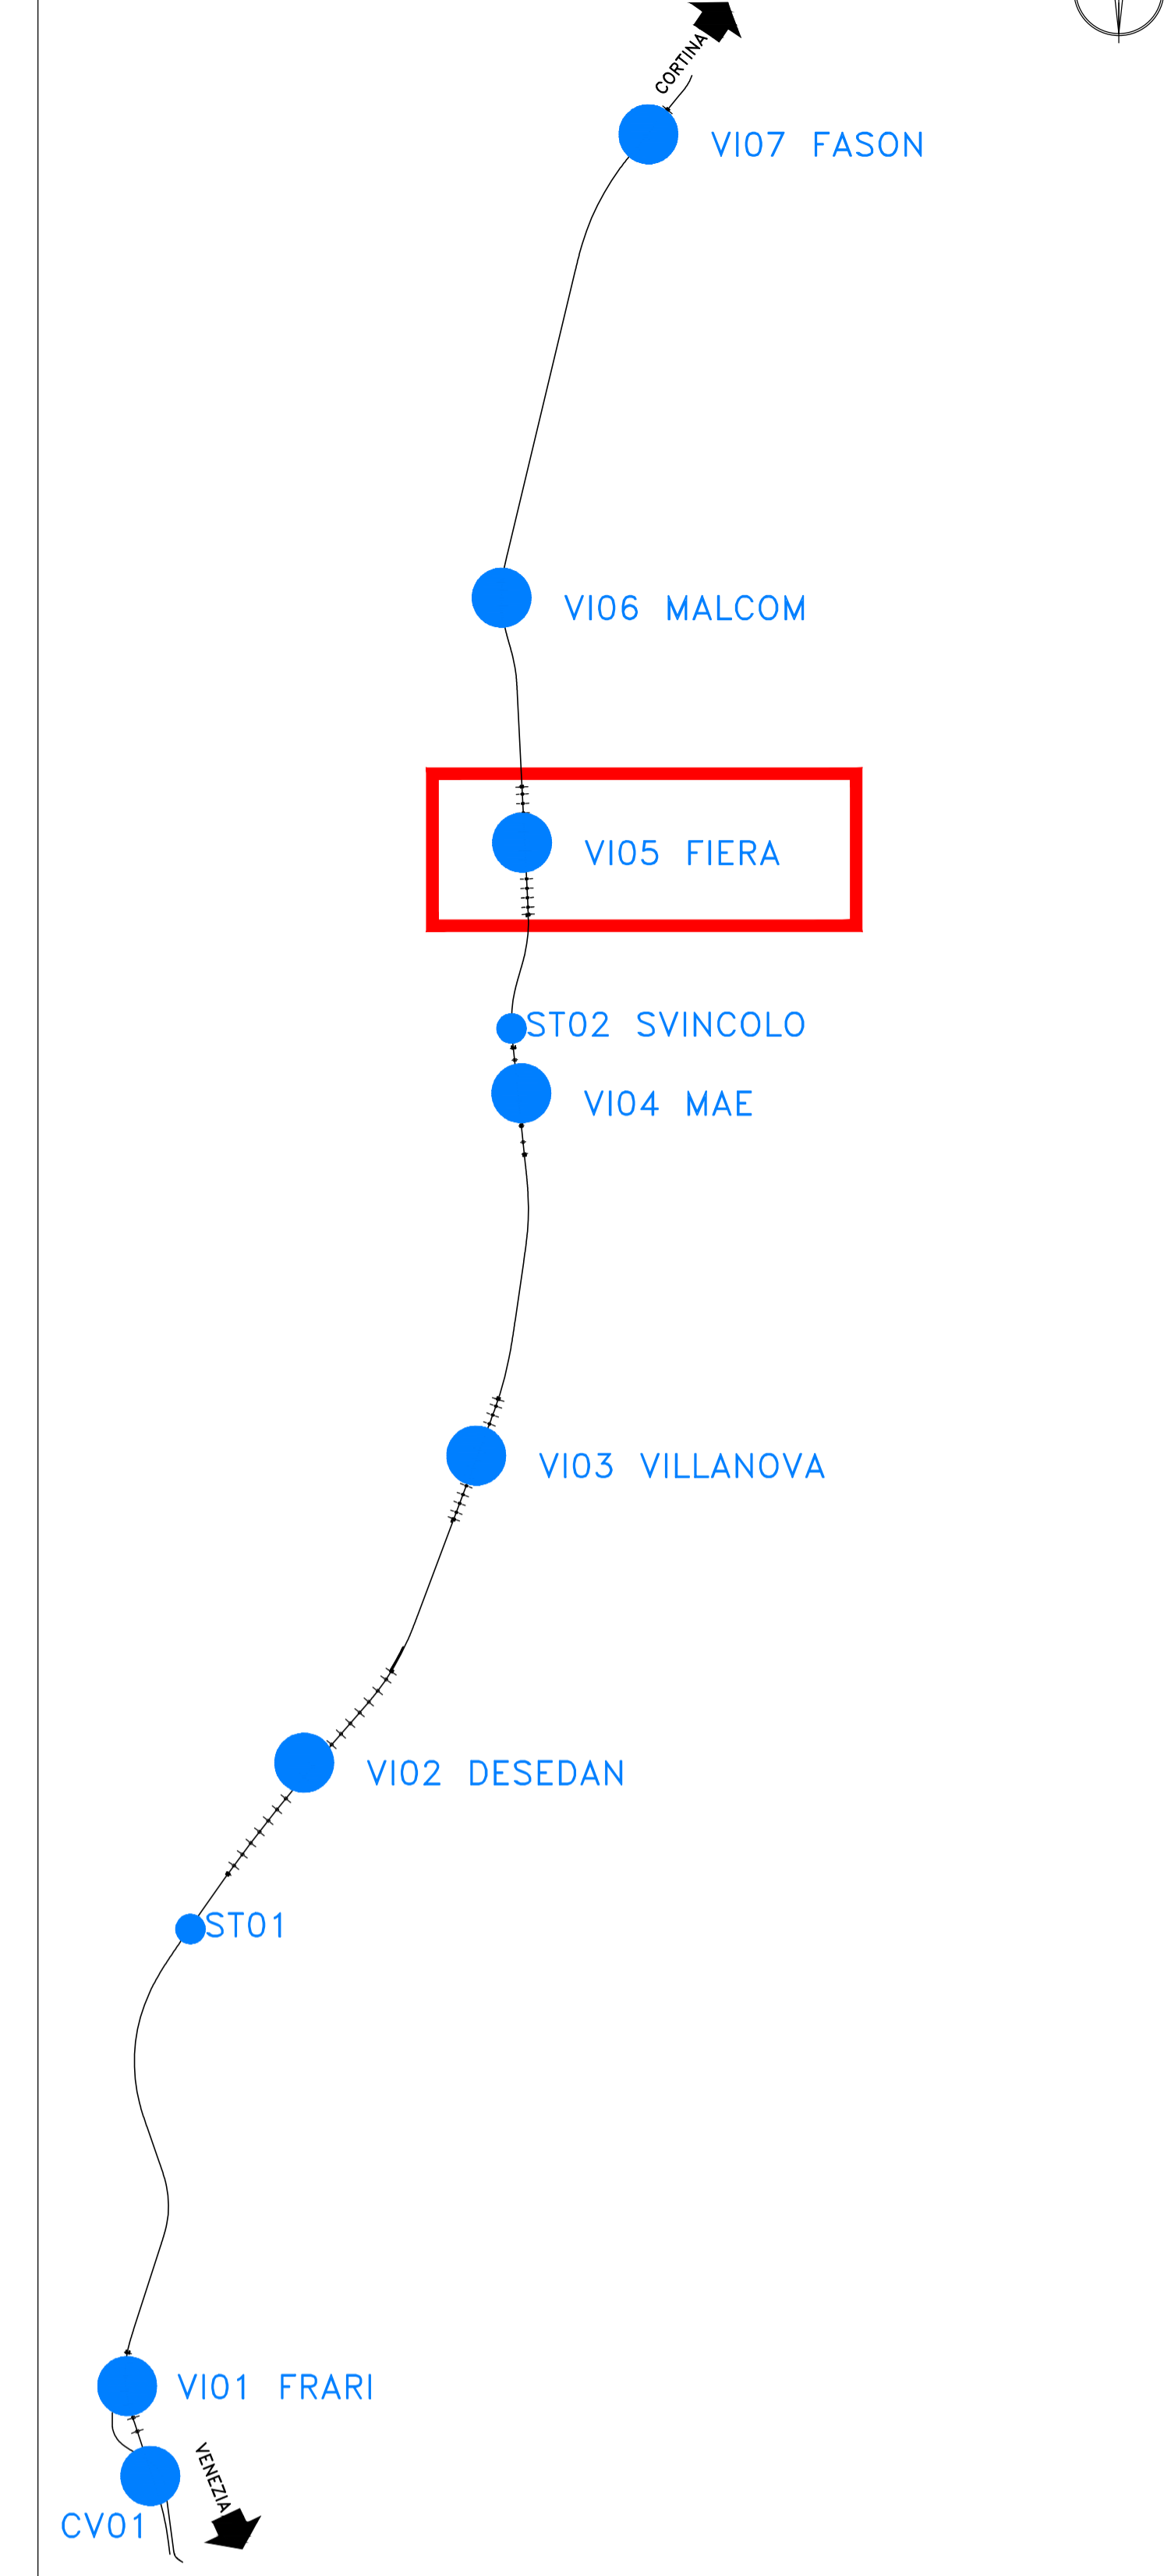 CORTINA
VI07 FASON
VI06 MALCOM
VI05 FIERA
ST02 SVINCOLO
VI04 MAE
VI03 VILLANOVA
VI02 DESEDAN
ST01
VI01 FRARI
VENEZIA
CV01